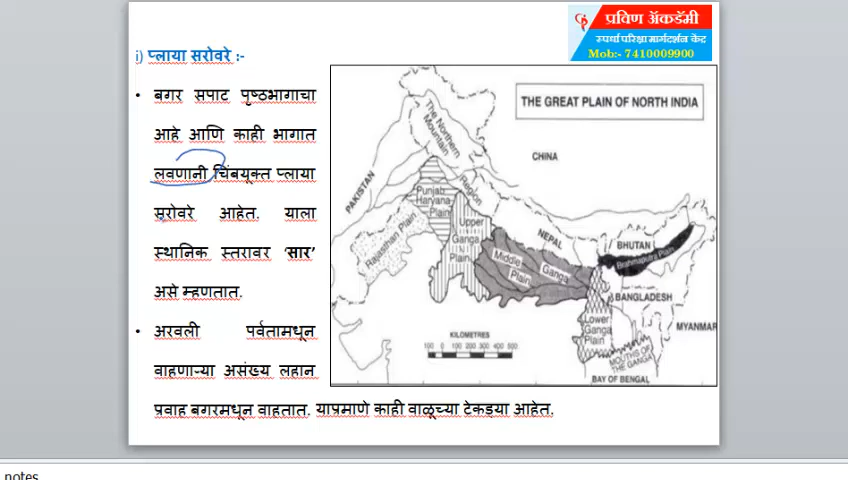 प्रविण ॲकडॅमी
स्पर्धा परिक्षा मार्गदर्शन केंद्र
Mob:- 7410009900
i) प्लाया सरोवरे :-
• बगर सपाट पृष्ठभागाचा
आहे आणि काही भागात
लवणानी चिंबयूक्त प्लाया
सरोवरे आहेत. याला
स्थानिक स्तरावर ‘सार’
असे म्हणतात.
• अरवली पर्वतामधून
वाहणाऱ्या असंख्य लहान
प्रवाह बगरमधून वाहतात. याप्रमाणे काही वाळूच्या टेकड्या आहेत.
THE GREAT PLAIN OF NORTH INDIA
The Northern
Mountain
Region
CHINA
PAKISTAN
Punjab
Haryana
Plain
Rajasthan Plain
Upper
Ganga
Plain
NEPAL
Middle
Ganga
Plain
BHUTAN
Brahmaputra Plain
BANGLADESH
Lower
Ganga
Plain
MYANMAR
MOUTHS OF
THE GANGA
BAY OF BENGAL
KILOMETRES
100 0 100 200 300 400 500
notes